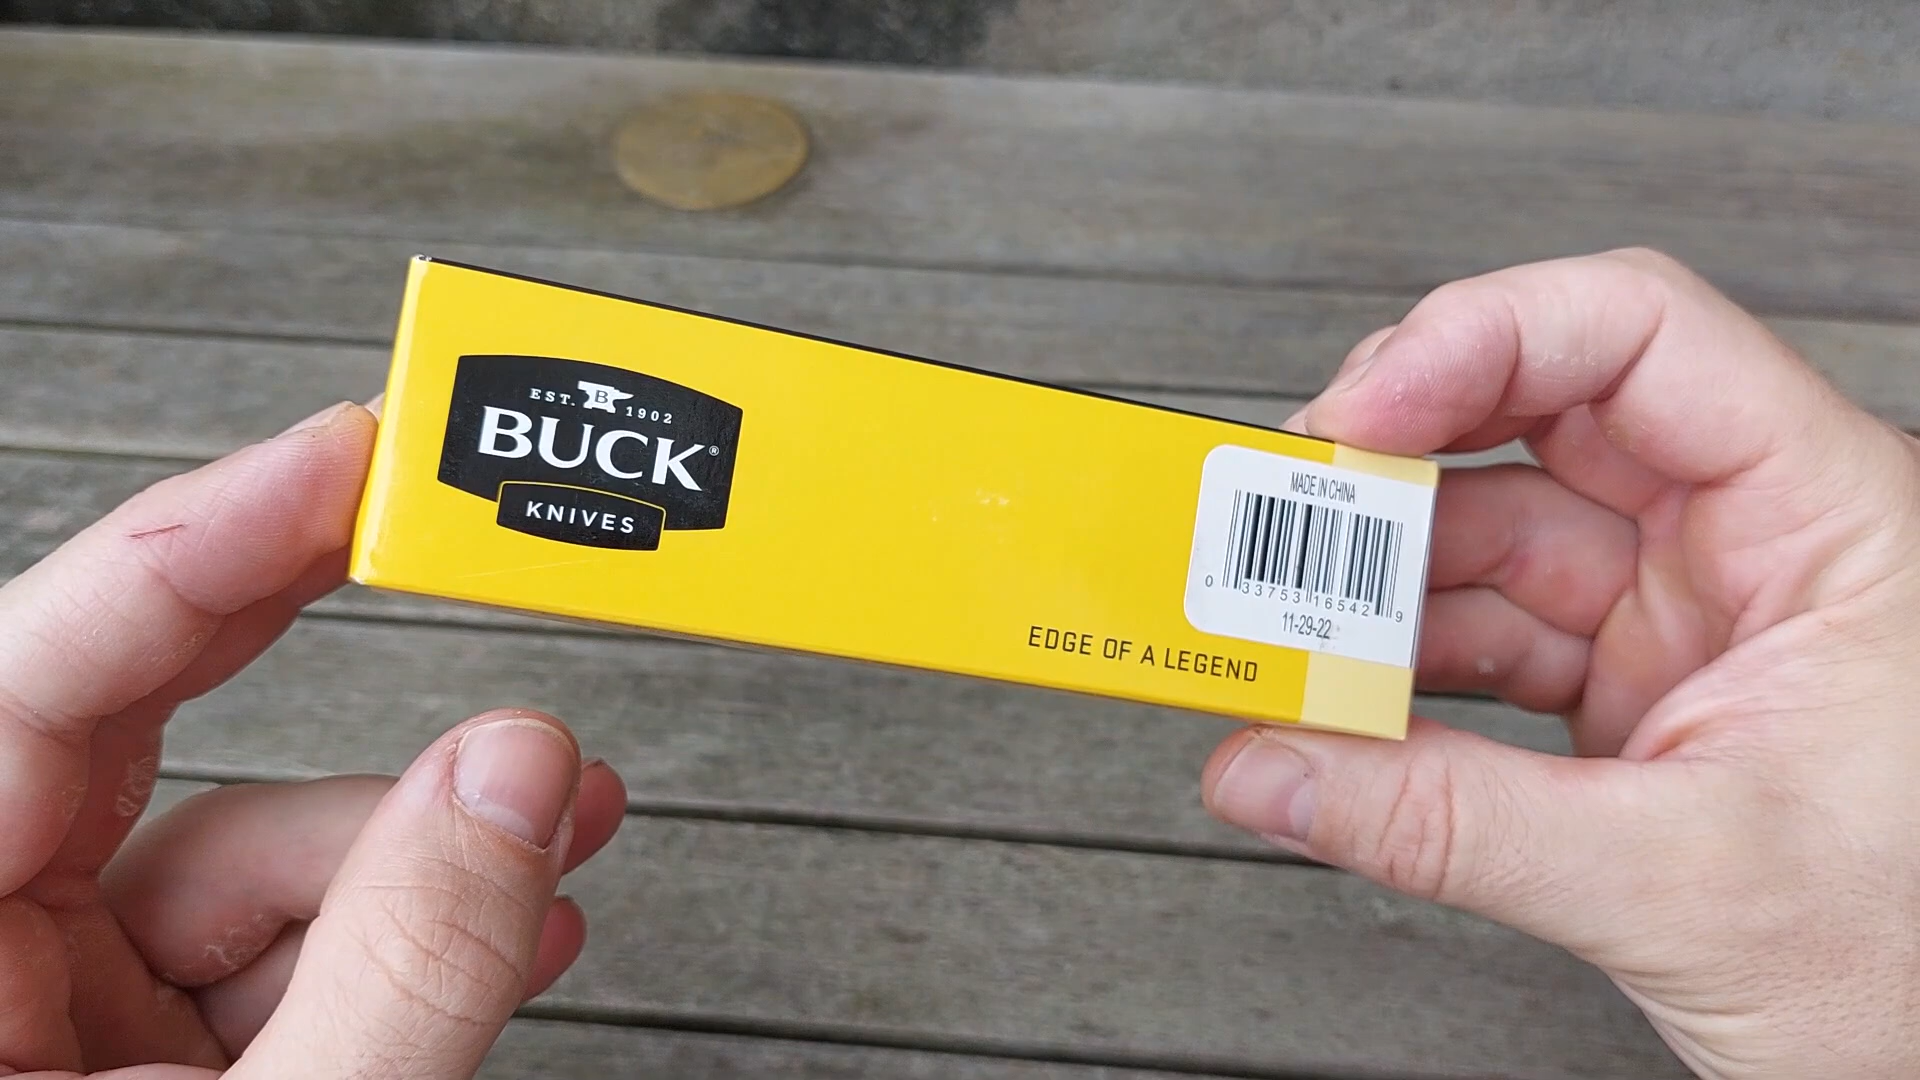 EST. B 1902
BUCK®
KNIVES
MADE IN CHINA
0 33753 16542 9
11-29-22
EDGE OF A LEGEND